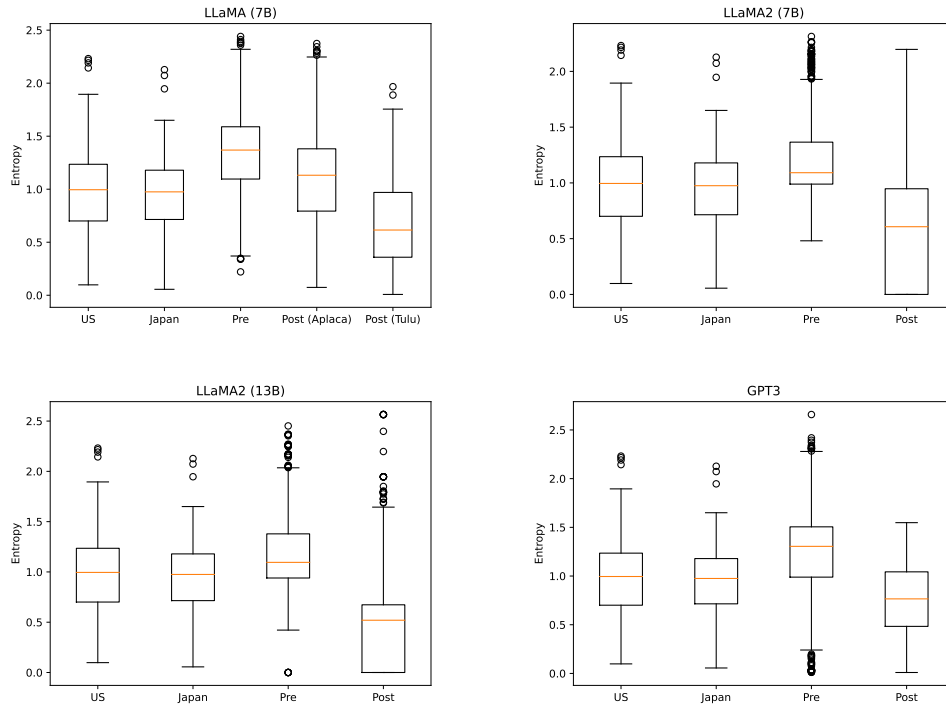 LLaMA (7B)
2.5
2.0
1.5
1.0
0.5
0.0
Entropy
US
Japan
Pre
Post (Aplaca)
Post (Tulu)
LLaMA2 (7B)
2.0
1.5
1.0
0.5
0.0
Entropy
US
Japan
Pre
Post
LLaMA2 (13B)
2.5
2.0
1.5
1.0
0.5
0.0
Entropy
US
Japan
Pre
Post
GPT3
2.5
2.0
1.5
1.0
0.5
0.0
Entropy
US
Japan
Pre
Post